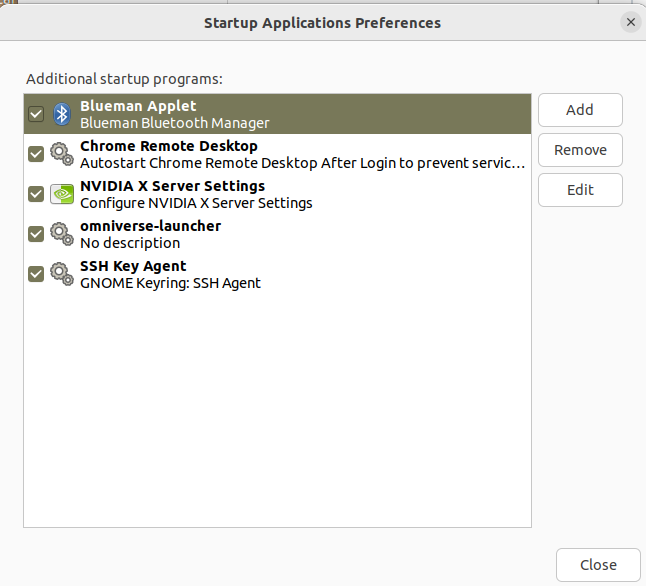 Startup Applications Preferences
Additional startup programs:
Blueman Applet
Blueman Bluetooth Manager
Add
Chrome Remote Desktop
Autostart Chrome Remote Desktop After Login to prevent servic...
Remove
NVIDIA X Server Settings
Configure NVIDIA X Server Settings
Edit
omniverse-launcher
No description
SSH Key Agent
GNOME Keyring: SSH Agent
Close